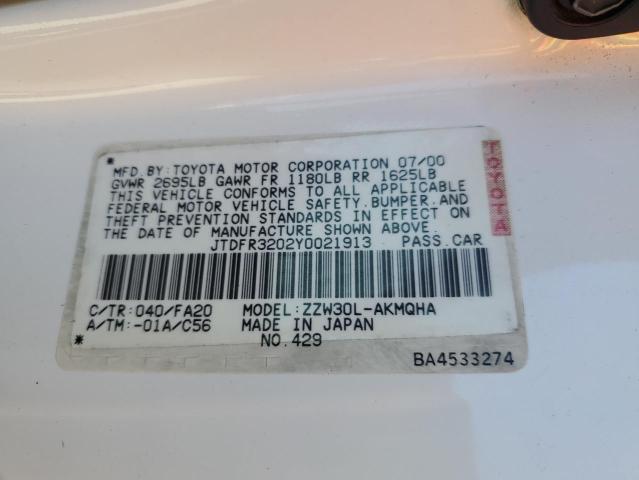 *
MFD. BY: TOYOTA MOTOR CORPORATION 07/00
GVWR 2695LB GAWR FR 1180LB RR 1625LB
THIS VEHICLE CONFORMS TO ALL APPLICABLE
FEDERAL MOTOR VEHICLE SAFETY, BUMPER, AND
THEFT PREVENTION STANDARDS IN EFFECT ON
THE DATE OF MANUFACTURE SHOWN ABOVE.
JTDFR3202Y0021913 PASS. CAR
TOYOTA
C/TR: 040/FA20 MODEL: ZZW30L-AKMQHA
A/TM: -01A/C56 MADE IN JAPAN
* NO. 429
BA4533274